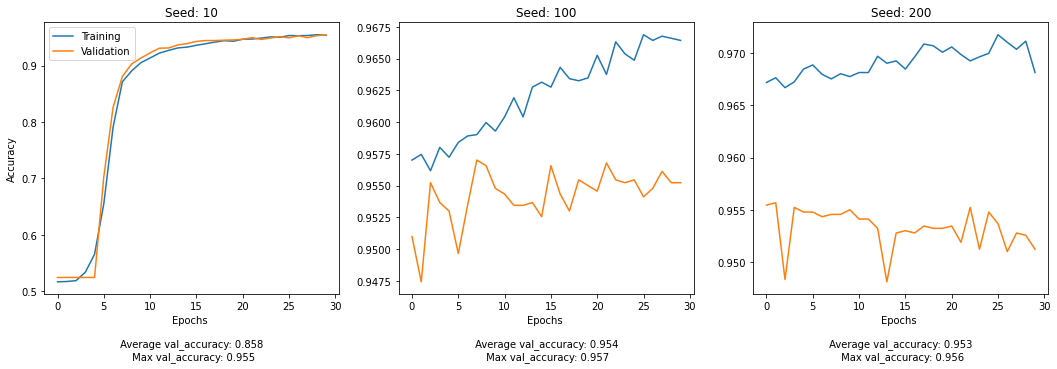 Seed: 10
Training
Validation
Accuracy
0.9
0.8
0.7
0.6
0.5
0 5 10 15 20 25 30
Epochs
Average val_accuracy: 0.858
Max val_accuracy: 0.955
Seed: 100
0.9675
0.9650
0.9625
0.9600
0.9575
0.9550
0.9525
0.9500
0.9475
0 5 10 15 20 25 30
Epochs
Average val_accuracy: 0.954
Max val_accuracy: 0.957
Seed: 200
0.970
0.965
0.960
0.955
0.950
0 5 10 15 20 25 30
Epochs
Average val_accuracy: 0.953
Max val_accuracy: 0.956